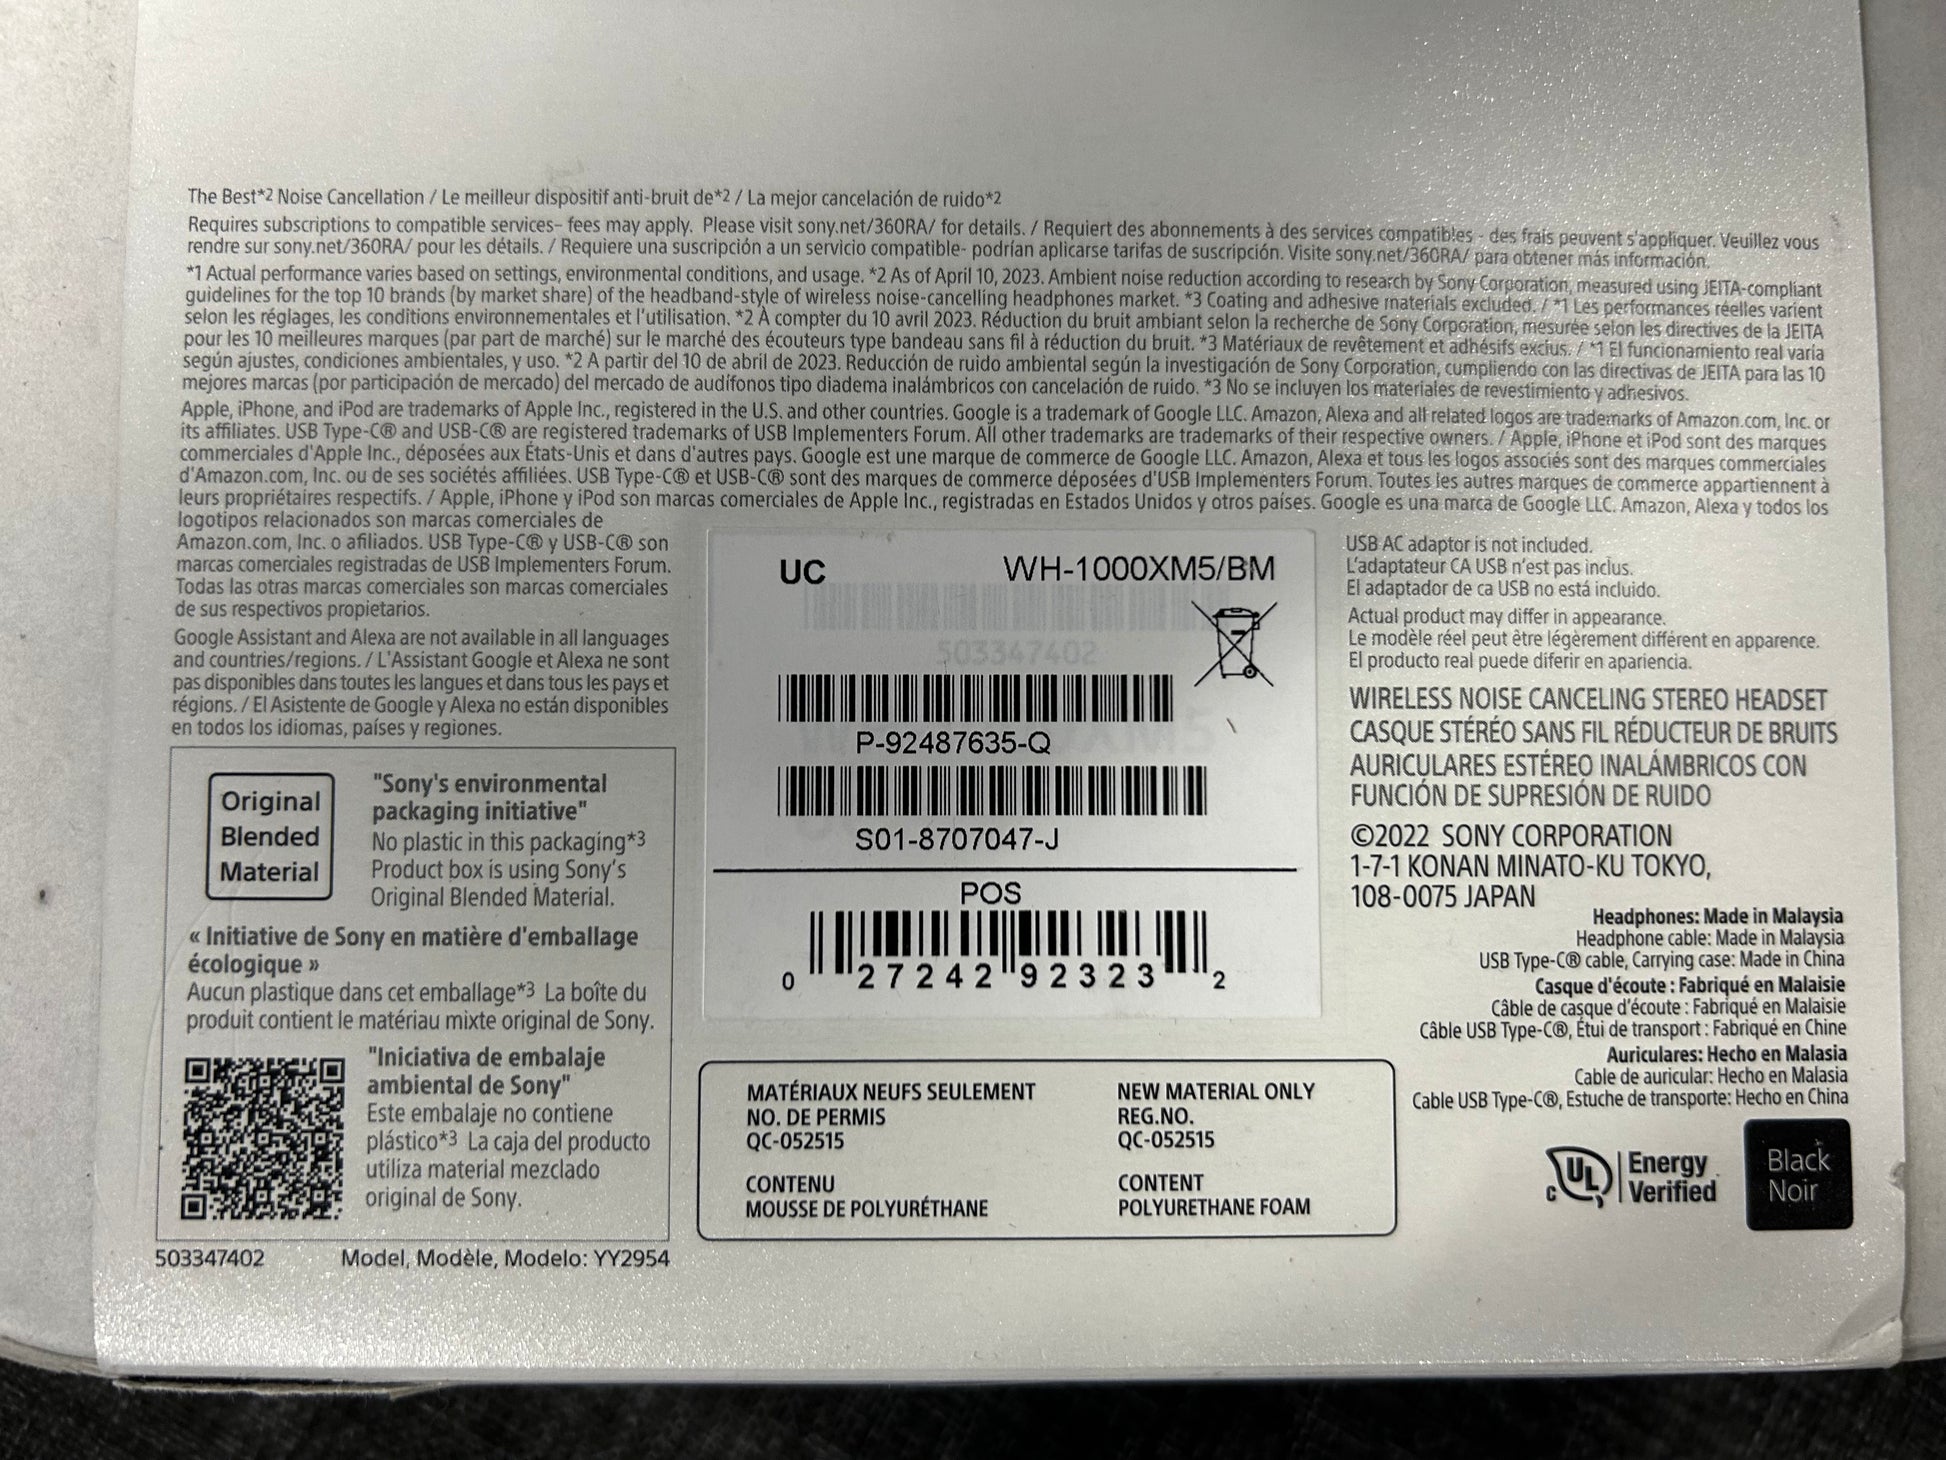 The Best*2 Noise Cancellation / Le meilleur dispositif anti-bruit de*2 / La mejor cancelación de ruido*2
Requires subscriptions to compatible services– fees may apply. Please visit sony.net/360RA/ for details. / Requiert des abonnements à des services compatibles - des frais peuvent s'appliquer. Veuillez vous
rendre sur sony.net/360RA/ pour les détails. / Requiere una suscripción a un servicio compatible- podrían aplicarse tarifas de suscripción. Visite sony.net/360RA/ para obtener más información.
*1 Actual performance varies based on settings, environmental conditions, and usage. *2 As of April 10, 2023. Ambient noise reduction according to research by Sony Corporation, measured using JEITA-compliant
guidelines for the top 10 brands (by market share) of the headband-style of wireless noise-cancelling headphones market. *3 Coating and adhesive materials excluded. / *1 Les performances réelles varient
selon les réglages, les conditions environnementales et l'utilisation. *2 À compter du 10 avril 2023. Réduction du bruit ambiant selon la recherche de Sony Corporation, mesurée selon les directives de la JEITA
pour les 10 meilleures marques (par part de marché) sur le marché des écouteurs type bandeau sans fil à réduction du bruit. *3 Matériaux de revêtement et adhésifs exclus. / *1 El funcionamiento real varía
según ajustes, condiciones ambientales, y uso. *2 A partir del 10 de abril de 2023. Reducción de ruido ambiental según la investigación de Sony Corporation, cumpliendo con las directivas de JEITA para las 10
mejores marcas (por participación de mercado) del mercado de audífonos tipo diadema inalámbricos con cancelación de ruido. *3 No se incluyen los materiales de revestimiento y adhesivos.
Apple, iPhone, and iPod are trademarks of Apple Inc., registered in the U.S. and other countries. Google is a trademark of Google LLC. Amazon, Alexa and all related logos are trademarks of Amazon.com, Inc. or
its affiliates. USB Type-C® and USB-C® are registered trademarks of USB Implementers Forum. All other trademarks are trademarks of their respective owners. / Apple, iPhone et iPod sont des marques
commerciales d'Apple Inc., déposées aux États-Unis et dans d'autres pays. Google est une marque de commerce de Google LLC. Amazon, Alexa et tous les logos associés sont des marques commerciales
d'Amazon.com, Inc. ou de ses sociétés affiliées. USB Type-C® et USB-C® sont des marques de commerce déposées d'USB Implementers Forum. Toutes les autres marques de commerce appartiennent à
leurs propriétaires respectifs. / Apple, iPhone y iPod son marcas comerciales de Apple Inc., registradas en Estados Unidos y otros países. Google es una marca de Google LLC. Amazon, Alexa y todos los
logotipos relacionados son marcas comerciales de
Amazon.com, Inc. o afiliados. USB Type-C® y USB-C® son
marcas comerciales registradas de USB Implementers Forum.
Todas las otras marcas comerciales son marcas comerciales
de sus respectivos propietarios.
Google Assistant and Alexa are not available in all languages
and countries/regions. / L'Assistant Google et Alexa ne sont
pas disponibles dans toutes les langues et dans tous les pays et
régions. / El Asistente de Google y Alexa no están disponibles
en todos los idiomas, países y regiones.
Original
Blended
Material
"Sony's environmental
packaging initiative"
No plastic in this packaging*3
Product box is using Sony's
Original Blended Material.
« Initiative de Sony en matière d'emballage
écologique »
Aucun plastique dans cet emballage*3 La boîte du
produit contient le matériau mixte original de Sony.
"Iniciativa de embalaje
ambiental de Sony"
Este embalaje no contiene
plástico*3 La caja del producto
utiliza material mezclado
original de Sony.
503347402 Model, Modèle, Modelo: YY2954
UC WH-1000XM5/BM
503347402
P-92487635-Q
S01-8707047-J
POS
0 27242 92323 2
MATÉRIAUX NEUFS SEULEMENT
NO. DE PERMIS
QC-052515
CONTENU
MOUSSE DE POLYURÉTHANE
NEW MATERIAL ONLY
REG.NO.
QC-052515
CONTENT
POLYURETHANE FOAM
USB AC adaptor is not included.
L'adaptateur CA USB n'est pas inclus.
El adaptador de ca USB no está incluido.
Actual product may differ in appearance.
Le modèle réel peut être légèrement différent en apparence.
El producto real puede diferir en apariencia.
WIRELESS NOISE CANCELING STEREO HEADSET
CASQUE STÉRÉO SANS FIL RÉDUCTEUR DE BRUITS
AURICULARES ESTÉREO INALÁMBRICOS CON
FUNCIÓN DE SUPRESIÓN DE RUIDO
©2022 SONY CORPORATION
1-7-1 KONAN MINATO-KU TOKYO,
108-0075 JAPAN
Headphones: Made in Malaysia
Headphone cable: Made in Malaysia
USB Type-C® cable, Carrying case: Made in China
Casque d'écoute : Fabriqué en Malaisie
Câble de casque d'écoute : Fabriqué en Malaisie
Câble USB Type-C®, Étui de transport : Fabriqué en Chine
Auriculares: Hecho en Malasia
Cable de auricular: Hecho en Malasia
Cable USB Type-C®, Estuche de transporte: Hecho en China
c UL Energy
Verified
Black
Noir